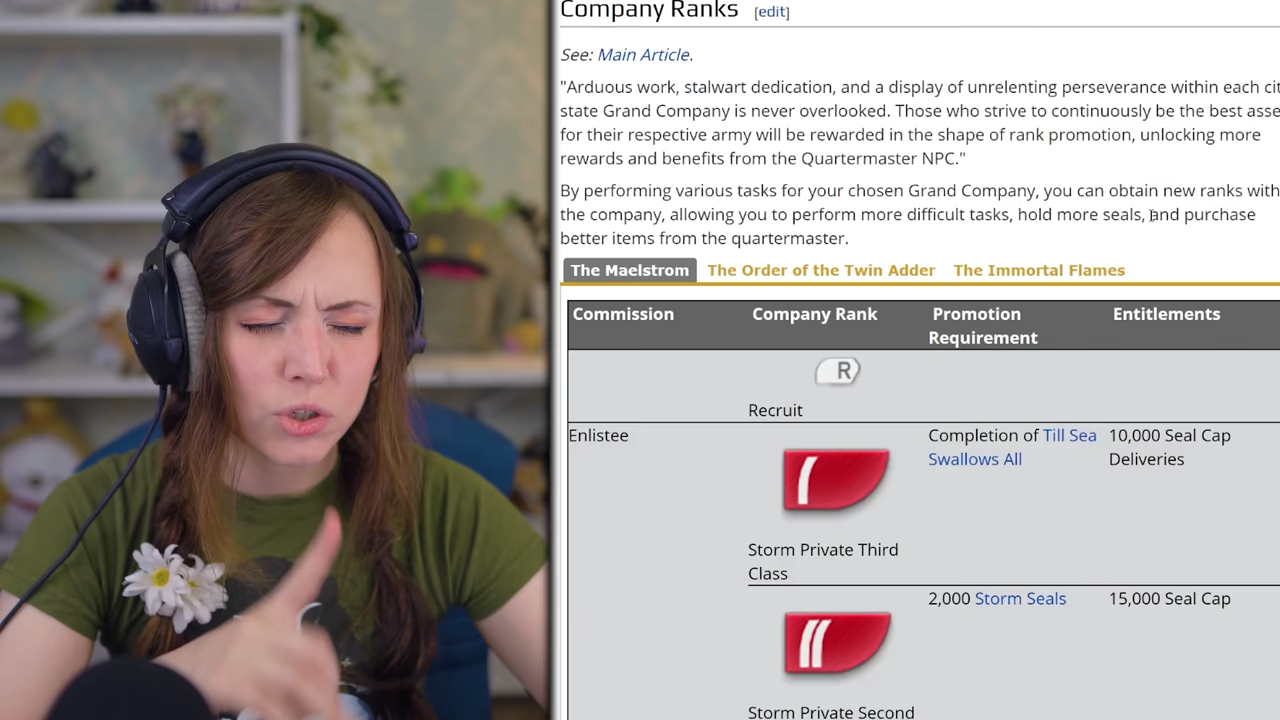 Company Ranks [edit]
See: Main Article.
"Arduous work, stalwart dedication, and a display of unrelenting perseverance within each
state Grand Company is never overlooked. Those who strive to continuously be the best
for their respective army will be rewarded in the shape of rank promotion, unlocking more
rewards and benefits from the Quartermaster NPC."
By performing various tasks for your chosen Grand Company, you can obtain new ranks with
the company, allowing you to perform more difficult tasks, hold more seals, and purchase
better items from the quartermaster.
The Maelstrom The Order of the Twin Adder The Immortal Flames
Commission Company Rank Promotion Requirement Entitlements
R
Recruit
Enlistee Completion of Till Sea 10,000 Seal Cap
Swallows All Deliveries
Storm Private Third
Class
2,000 Storm Seals 15,000 Seal Cap
Storm Private Second